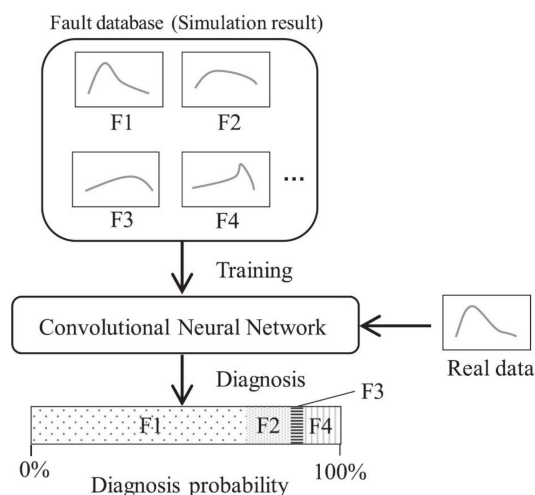 Fault database (Simulation result)
F1
F2
F3
F4
...
Training
Convolutional Neural Network
Real data
Diagnosis
F3
F1
F2
F4
0%
100%
Diagnosis probability